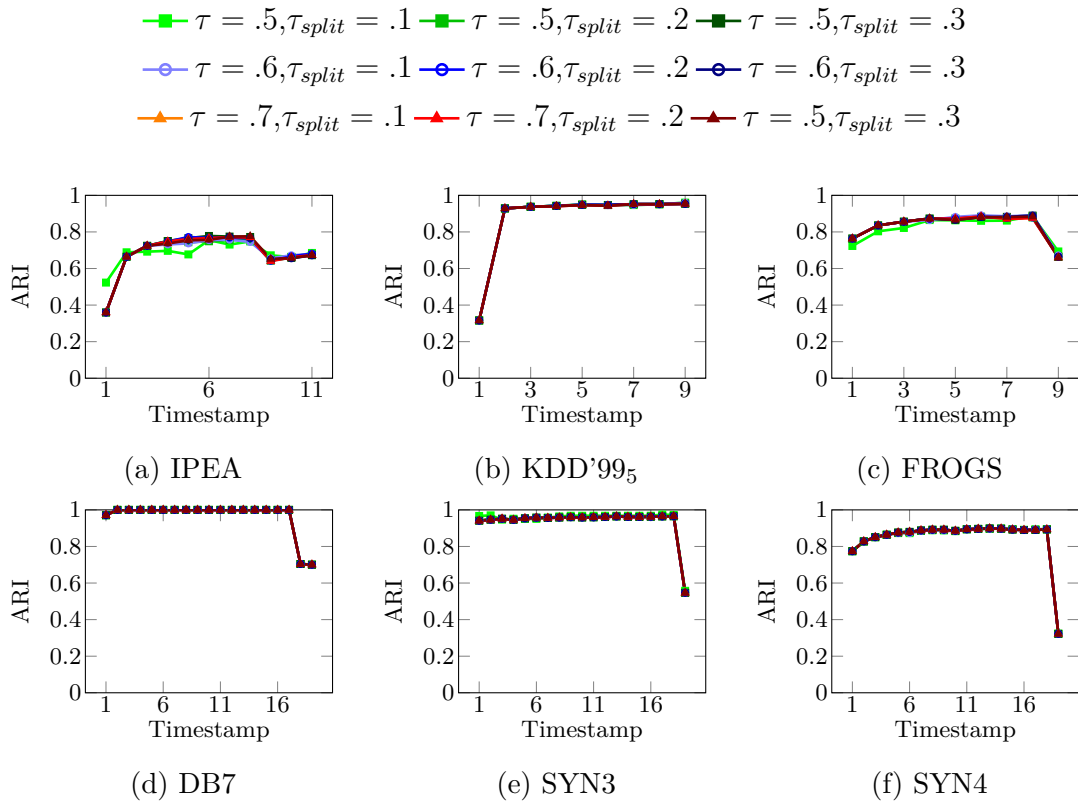 τ = .5,τsplit = .1 τ = .5,τsplit = .2 τ = .5,τsplit = .3
τ = .6,τsplit = .1 τ = .6,τsplit = .2 τ = .6,τsplit = .3
τ = .7,τsplit = .1 τ = .7,τsplit = .2 τ = .5,τsplit = .3
1
0.8
0.6
0.4
0.2
0
ARI
1 6 11
Timestamp
(a) IPEA
1
0.8
0.6
0.4
0.2
0
ARI
1 3 5 7 9
Timestamp
(b) KDD'99₅
1
0.8
0.6
0.4
0.2
0
ARI
1 3 5 7 9
Timestamp
(c) FROGS
1
0.8
0.6
0.4
0.2
0
ARI
1 6 11 16
Timestamp
(d) DB7
1
0.8
0.6
0.4
0.2
0
ARI
1 6 11 16
Timestamp
(e) SYN3
1
0.8
0.6
0.4
0.2
0
ARI
1 6 11 16
Timestamp
(f) SYN4